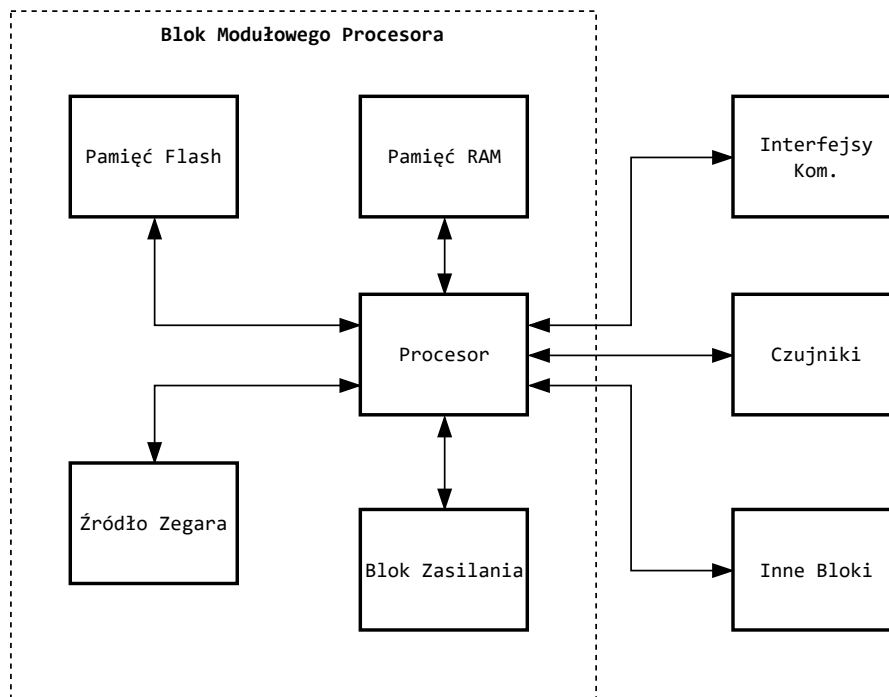 Blok Modułowego Procesora
Pamięć Flash
Pamięć RAM
Interfejsy
Kom.
Procesor
Czujniki
Źródło Zegara
Blok Zasilania
Inne Bloki